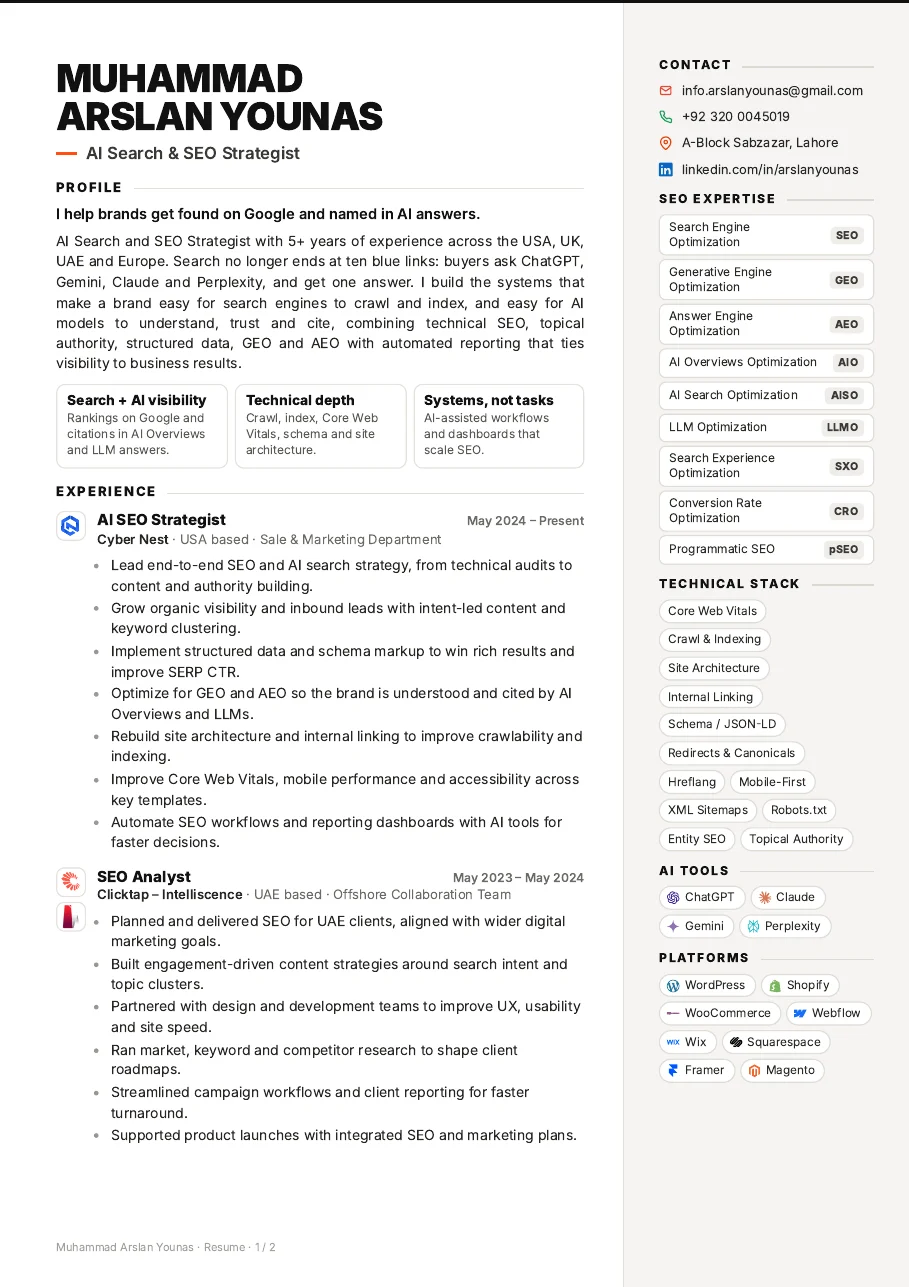 MUHAMMAD
ARSLAN YOUNAS
AI Search & SEO Strategist
PROFILE
I help brands get found on Google and named in AI answers.
AI Search and SEO Strategist with 5+ years of experience across the USA, UK,
UAE and Europe. Search no longer ends at ten blue links: buyers ask ChatGPT,
Gemini, Claude and Perplexity, and get one answer. I build the systems that
make a brand easy for search engines to crawl and index, and easy for AI
models to understand, trust and cite, combining technical SEO, topical
authority, structured data, GEO and AEO with automated reporting that ties
visibility to business results.
Search + AI visibility
Rankings on Google and
citations in AI Overviews
and LLM answers.
Technical depth
Crawl, index, Core Web
Vitals, schema and site
architecture.
Systems, not tasks
AI-assisted workflows
and dashboards that
scale SEO.
EXPERIENCE
AI SEO Strategist May 2024 – Present
Cyber Nest · USA based · Sale & Marketing Department
• Lead end-to-end SEO and AI search strategy, from technical audits to
content and authority building.
• Grow organic visibility and inbound leads with intent-led content and
keyword clustering.
• Implement structured data and schema markup to win rich results and
improve SERP CTR.
• Optimize for GEO and AEO so the brand is understood and cited by AI
Overviews and LLMs.
• Rebuild site architecture and internal linking to improve crawlability and
indexing.
• Improve Core Web Vitals, mobile performance and accessibility across
key templates.
• Automate SEO workflows and reporting dashboards with AI tools for
faster decisions.
SEO Analyst May 2023 – May 2024
Clicktap – Intelliscence · UAE based · Offshore Collaboration Team
• Planned and delivered SEO for UAE clients, aligned with wider digital
marketing goals.
• Built engagement-driven content strategies around search intent and
topic clusters.
• Partnered with design and development teams to improve UX, usability
and site speed.
• Ran market, keyword and competitor research to shape client
roadmaps.
• Streamlined campaign workflows and client reporting for faster
turnaround.
• Supported product launches with integrated SEO and marketing plans.
Muhammad Arslan Younas · Resume · 1 / 2
CONTACT
info.arslanyounas@gmail.com
+92 320 0045019
A-Block Sabzazar, Lahore
in linkedin.com/in/arslanyounas
SEO EXPERTISE
Search Engine
Optimization SEO
Generative Engine
Optimization GEO
Answer Engine
Optimization AEO
AI Overviews Optimization AIO
AI Search Optimization AISO
LLM Optimization LLMO
Search Experience
Optimization SXO
Conversion Rate
Optimization CRO
Programmatic SEO pSEO
TECHNICAL STACK
Core Web Vitals
Crawl & Indexing
Site Architecture
Internal Linking
Schema / JSON-LD
Redirects & Canonicals
Hreflang Mobile-First
XML Sitemaps Robots.txt
Entity SEO Topical Authority
AI TOOLS
ChatGPT Claude
Gemini Perplexity
PLATFORMS
WordPress Shopify
WooCommerce Webflow
WIX Wix Squarespace
Framer Magento